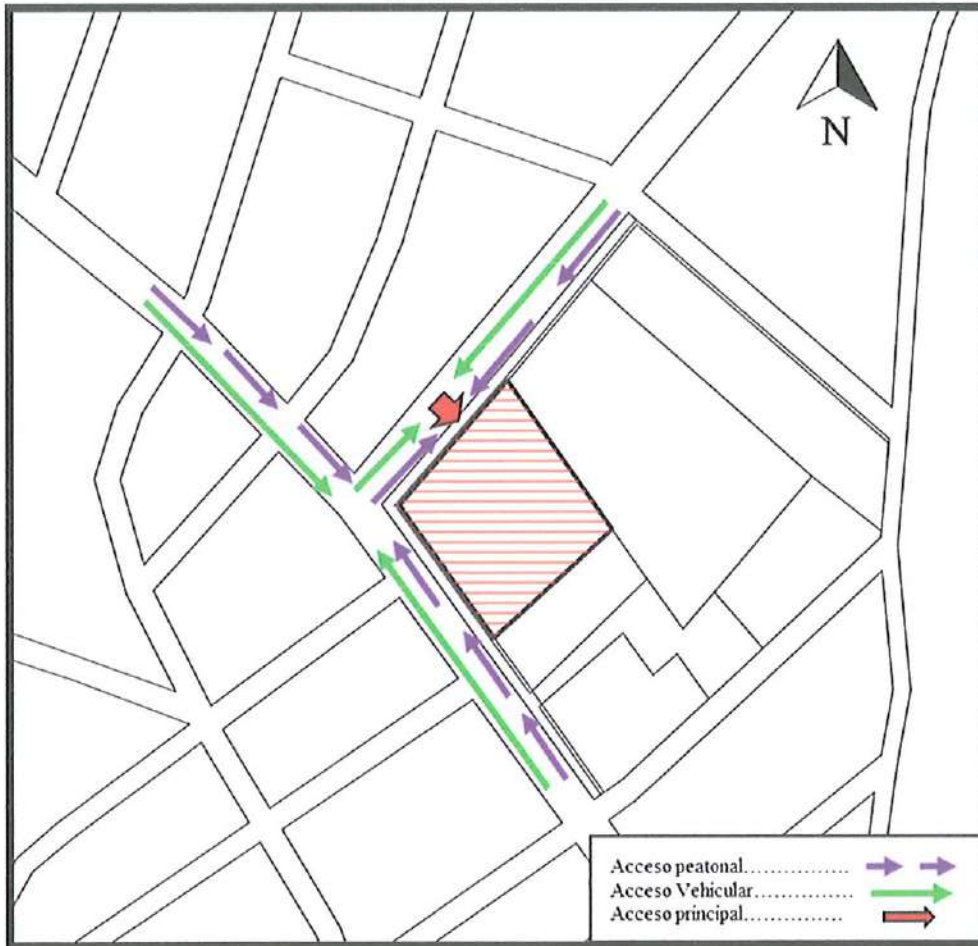 N
Acceso peatonal................
Acceso Vehicular..............
Acceso principal................